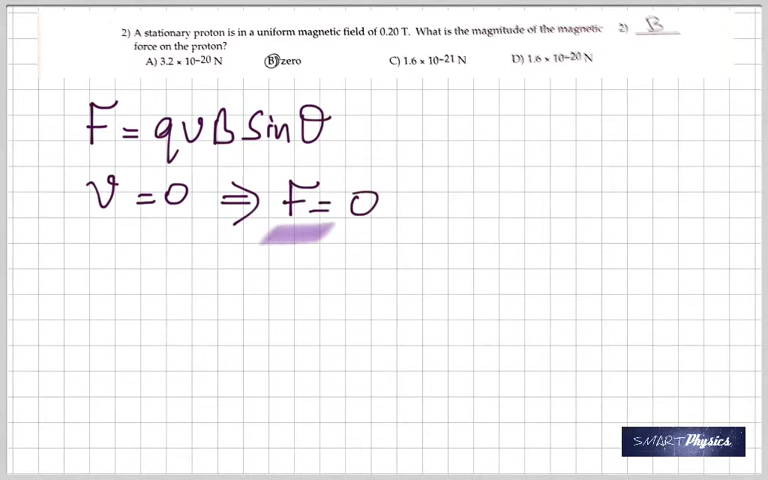 2) A stationary proton is in a uniform magnetic field of 0.20 T. What is the magnitude of the magnetic 2) B
force on the proton?
A) 3.2 × 10-20 N B) zero C) 1.6 × 10-21 N D) 1.6 × 10-20 N
F = qvB sin θ
v = 0 ⇒ F = 0
SMART Physics